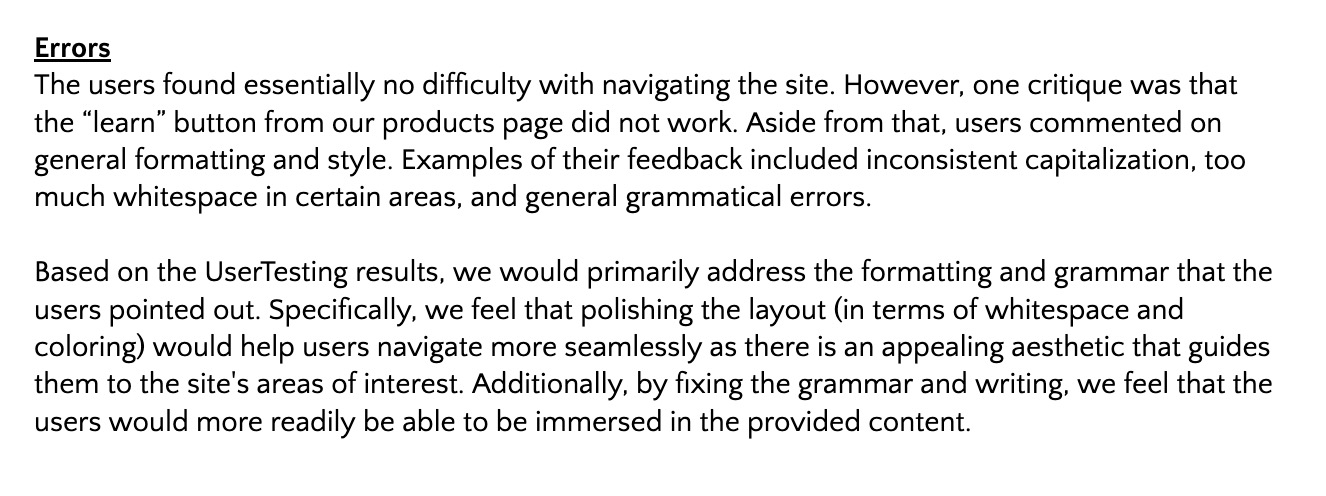 Errors
The users found essentially no difficulty with navigating the site. However, one critique was that
the “learn” button from our products page did not work. Aside from that, users commented on
general formatting and style. Examples of their feedback included inconsistent capitalization, too
much whitespace in certain areas, and general grammatical errors.
Based on the UserTesting results, we would primarily address the formatting and grammar that the
users pointed out. Specifically, we feel that polishing the layout (in terms of whitespace and
coloring) would help users navigate more seamlessly as there is an appealing aesthetic that guides
them to the site's areas of interest. Additionally, by fixing the grammar and writing, we feel that the
users would more readily be able to be immersed in the provided content.